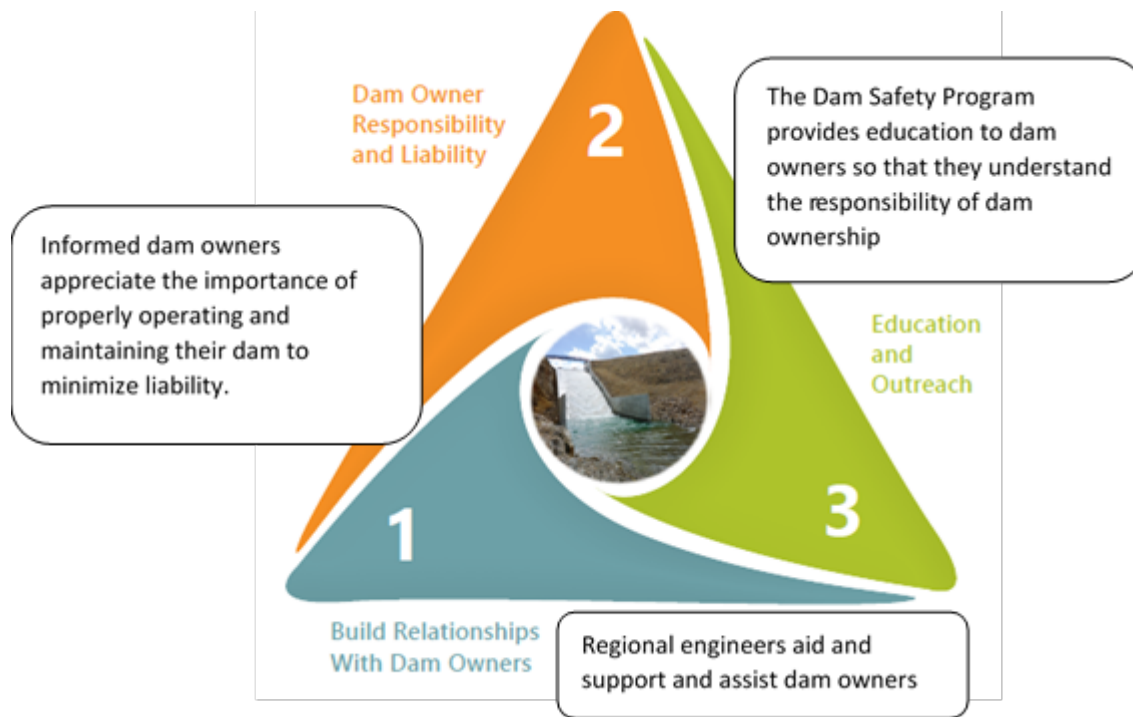 2
Dam Owner
Responsibility
and Liability
The Dam Safety Program
provides education to dam
owners so that they understand
the responsibility of dam
ownership
Informed dam owners
appreciate the importance of
properly operating and
maintaining their dam to
minimize liability.
Education
and
Outreach
1
3
Build Relationships
With Dam Owners
Regional engineers aid and
support and assist dam owners